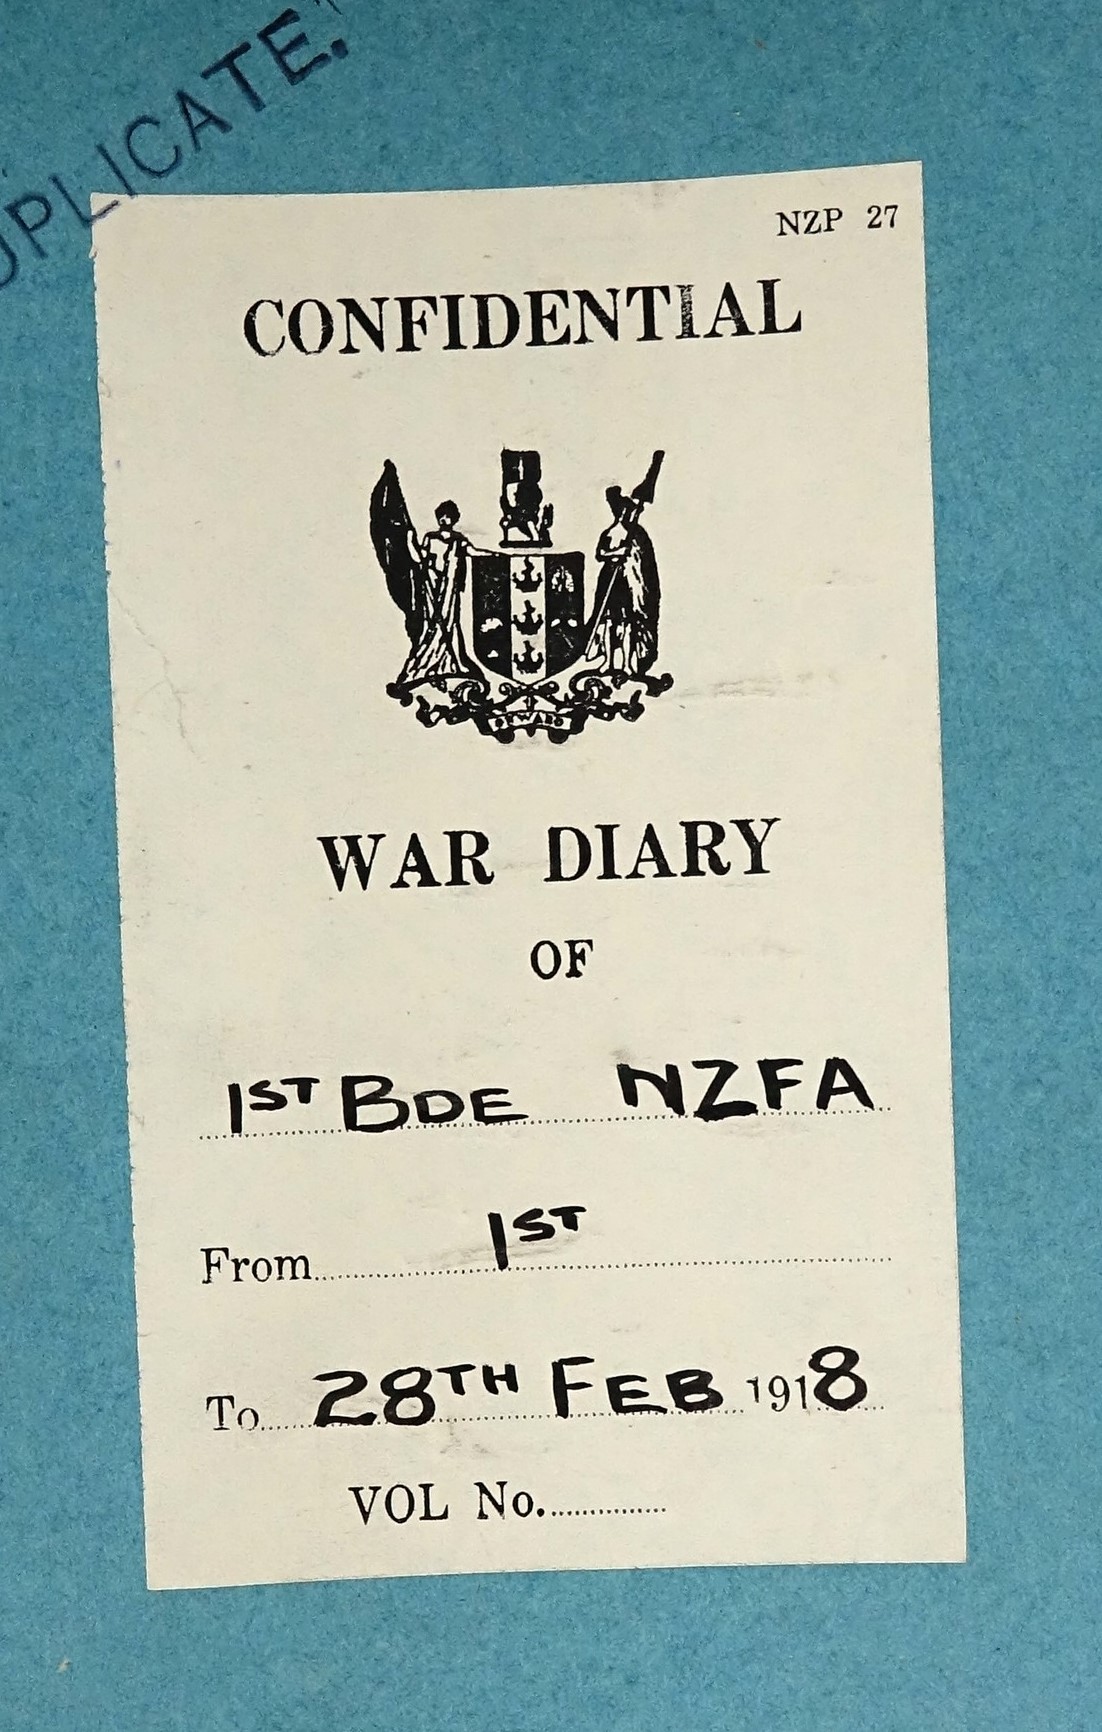 UPLICATE.
NZP 27
CONFIDENTIAL
WAR DIARY
OF
1ST BDE NZFA
From 1ST
To 28TH FEB 1918
VOL No.